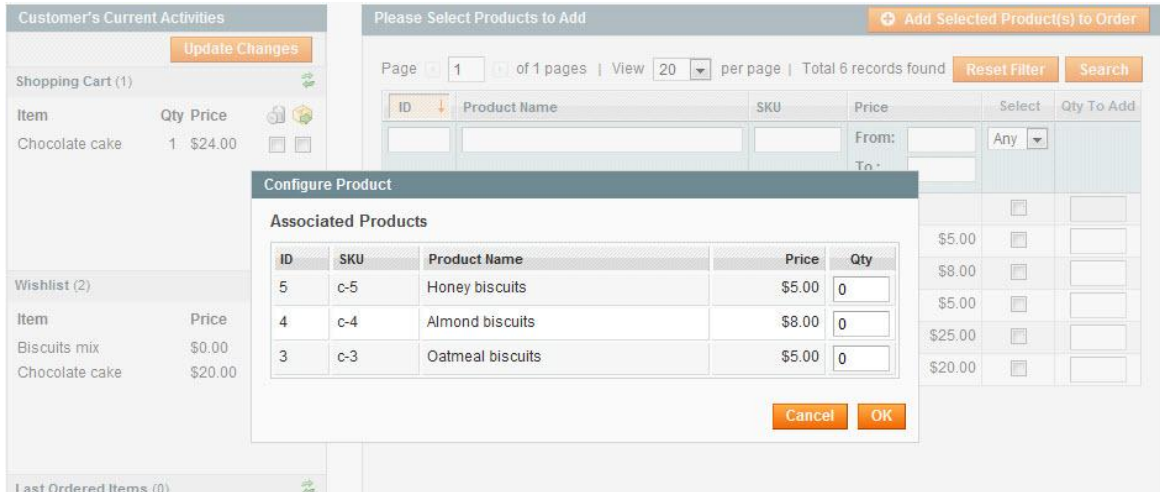 Customer's Current Activities
Update Changes
Shopping Cart (1)
Item Qty Price
Chocolate cake 1 $24.00
Wishlist (2)
Item Price
Biscuits mix $0.00
Chocolate cake $20.00
Last Ordered Items (0)
Please Select Products to Add
Add Selected Product(s) to Order
Page 1 of 1 pages | View 20 per page | Total 6 records found Reset Filter Search
ID Product Name SKU Price Select Qty To Add
From: Any
To :
$5.00
$8.00
$5.00
$25.00
$20.00
Configure Product
Associated Products
ID SKU Product Name Price Qty
5 c-5 Honey biscuits $5.00 0
4 c-4 Almond biscuits $8.00 0
3 c-3 Oatmeal biscuits $5.00 0
Cancel OK